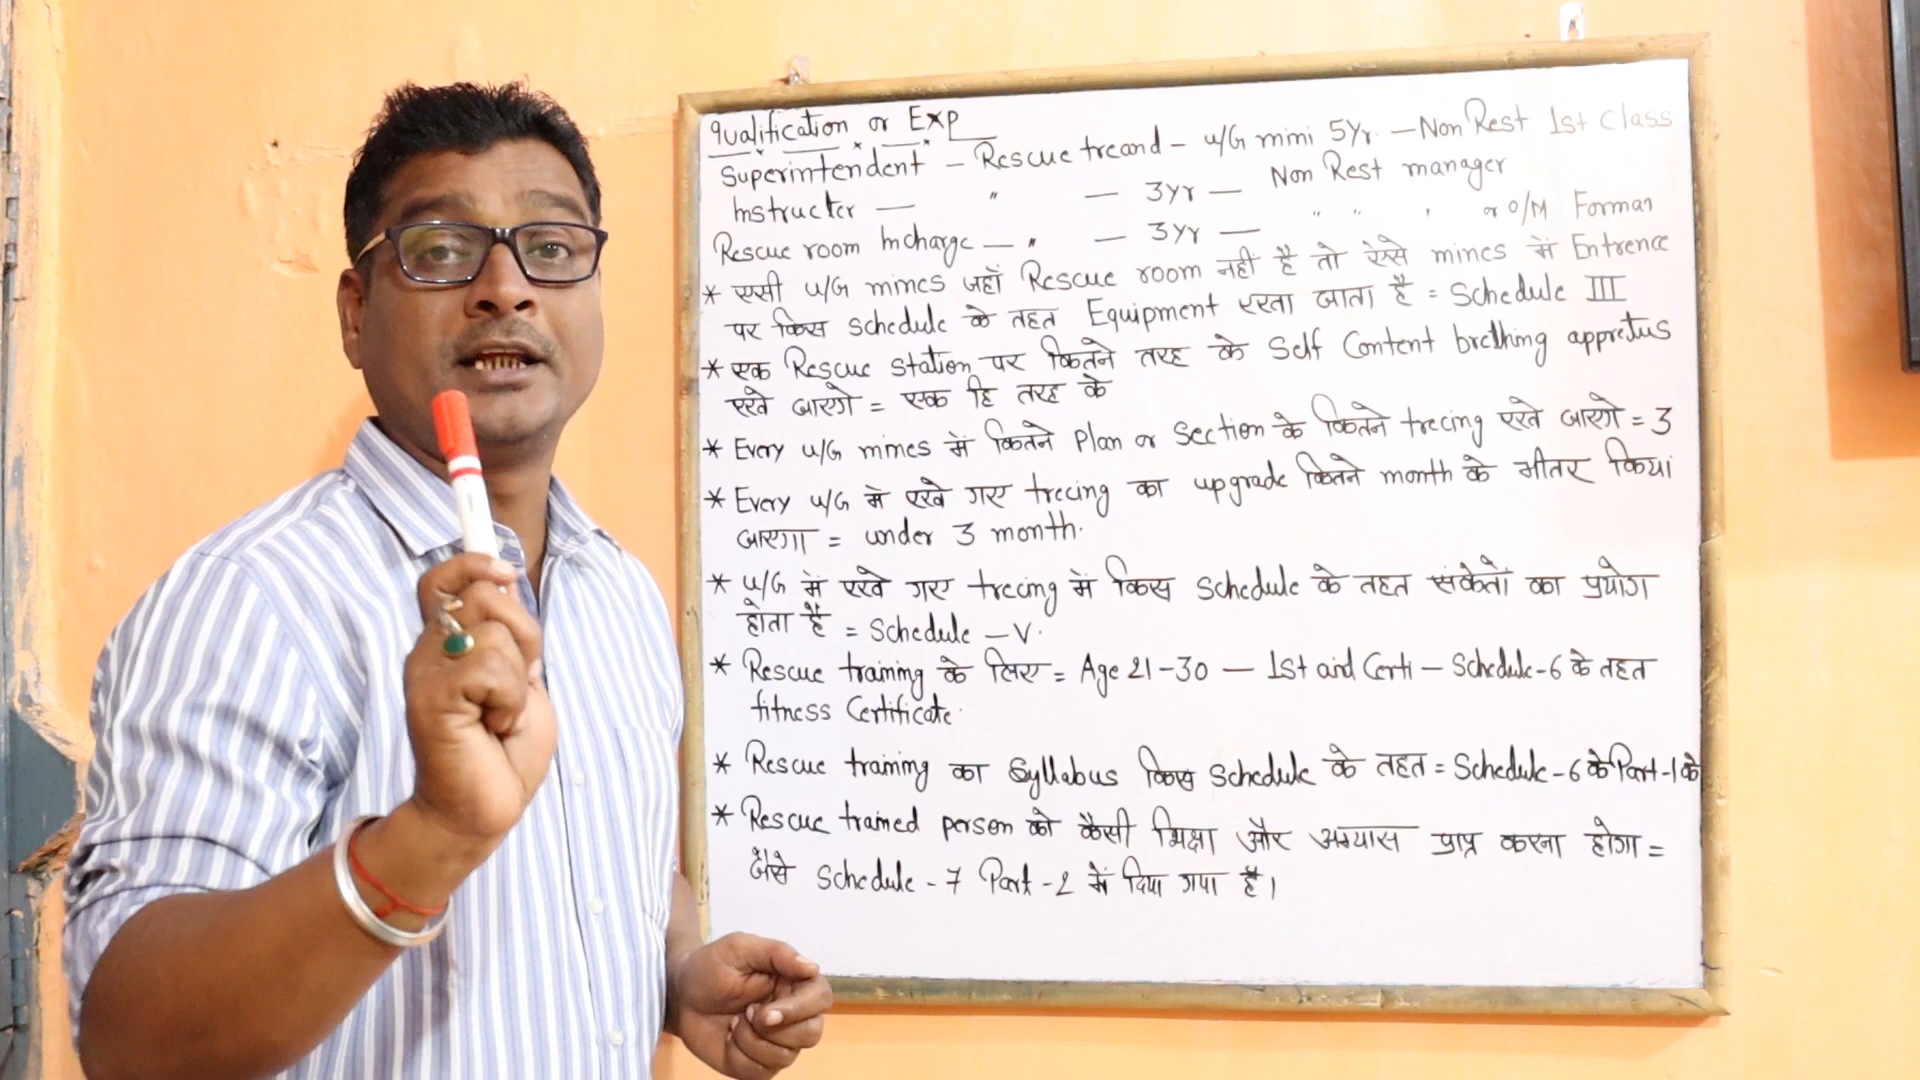 qualification or Exp
Superintendent – Rescue treand – u/G mini 5Yr. – Non Rest 1st Class
Instructer — " — 3yr — Non Rest manager
Rescue room Incharge — " — 3yr — " " ' or O/M Forman
* एसी u/G mines जहाँ Rescue room नही है तो ऐसे mines में Entrence
पर किस schedule के तहत Equipment रखा जाता है = Schedule III
* एक Rescue station पर कितने तरह के Self Content brething appretus
रखे जाएगे = एक हि तरह के
* Every u/G mines में कितने Plan or Section के कितने trecing रखे जाएगे = 3
* Every u/G में रखे गए trecing का upgrade कितने month के भीतर किया
जाएगा = under 3 month.
* u/G में रखे गए trecing में किस Schedule के तहत संकेतों का प्रयोग
होता है = Schedule – V.
* Rescue training के लिए = Age 21-30 — 1st aid Certi – Schedule-6 के तहत
fitness Certificate.
* Rescue training का Syllabus किस Schedule के तहत = Schedule-6 के Part-1 के
* Rescue trained person को कैसी शिक्षा और अभ्यास प्राप्त करना होगा =
जैसे Schedule - 7 Part -2 में दिया गया है।